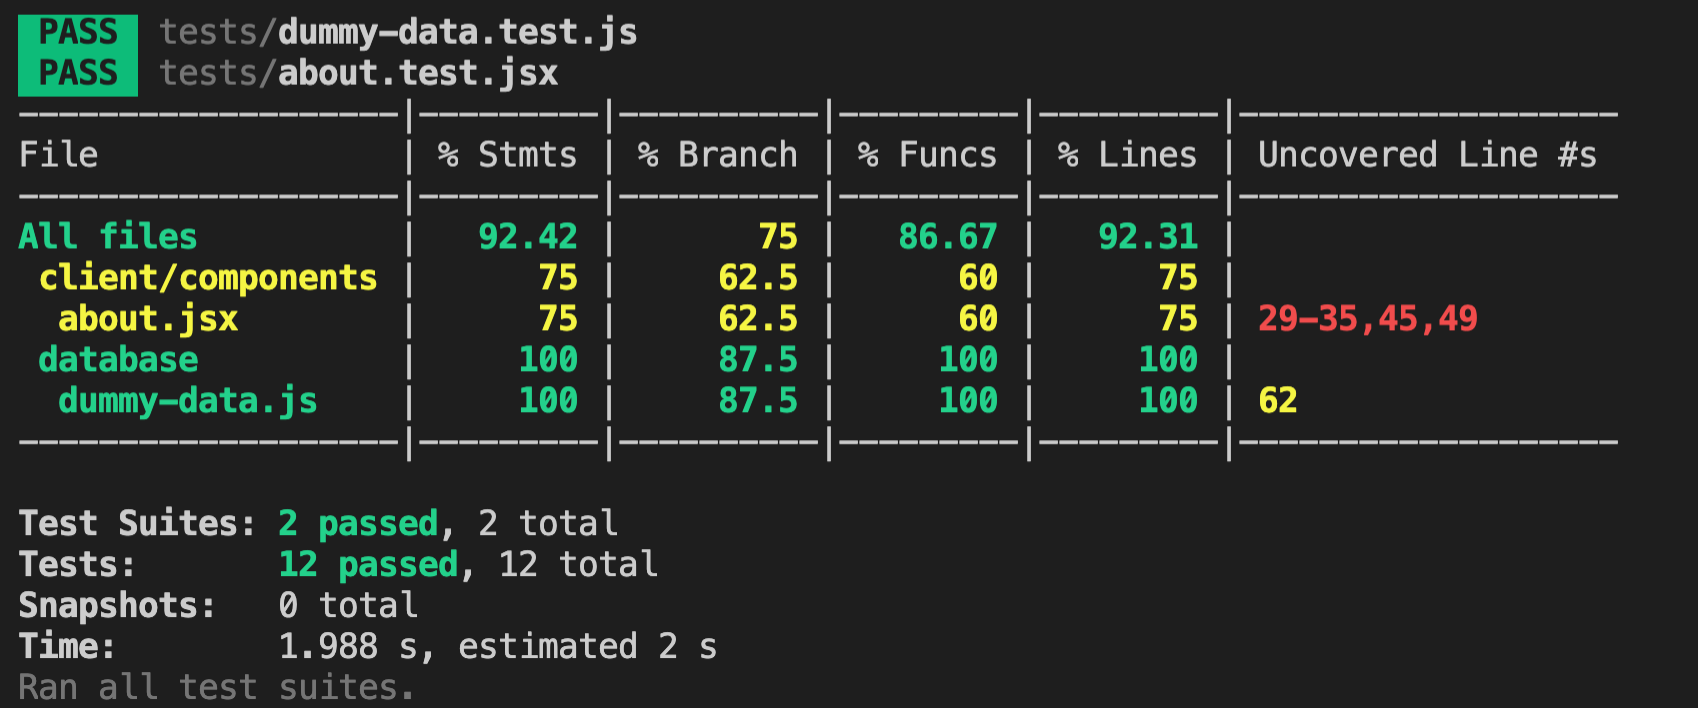 PASS tests/dummy-data.test.js
PASS tests/about.test.jsx
-------------------|---------|----------|---------|---------|-------------------
File               | % Stmts | % Branch | % Funcs | % Lines | Uncovered Line #s
-------------------|---------|----------|---------|---------|-------------------
All files          |   92.42 |       75 |   86.67 |   92.31 |
 client/components |      75 |     62.5 |      60 |      75 |
  about.jsx        |      75 |     62.5 |      60 |      75 | 29-35,45,49
 database          |     100 |     87.5 |     100 |     100 |
  dummy-data.js    |     100 |     87.5 |     100 |     100 | 62
-------------------|---------|----------|---------|---------|-------------------
Test Suites: 2 passed, 2 total
Tests:       12 passed, 12 total
Snapshots:   0 total
Time:        1.988 s, estimated 2 s
Ran all test suites.